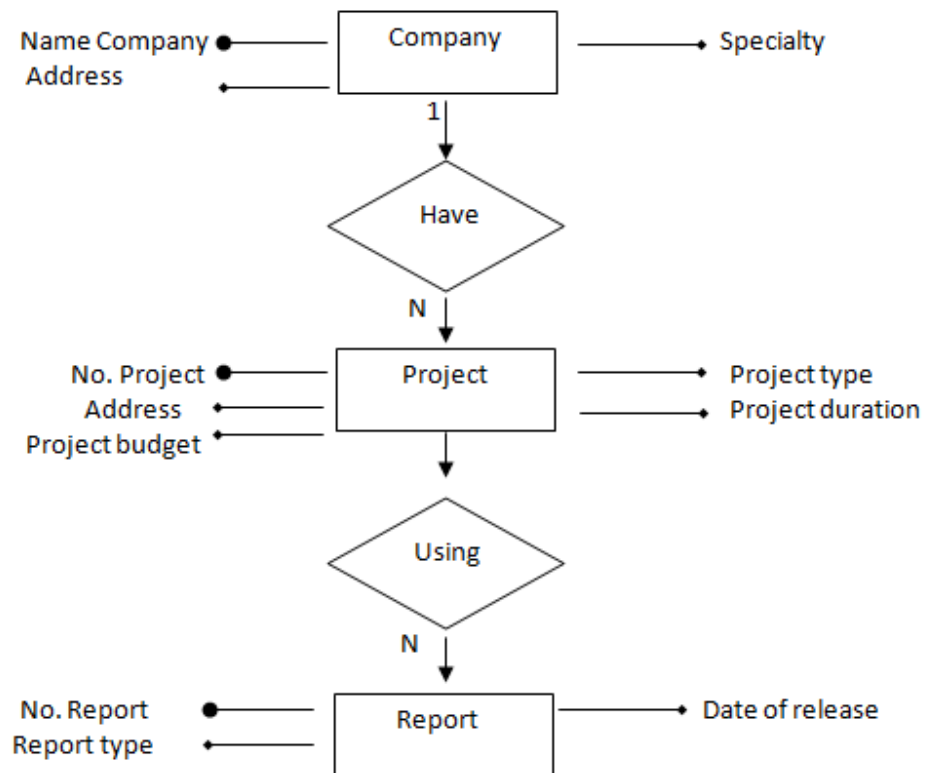 Name Company
Company
Specialty
Address
1
Have
N
No. Project
Project
Project type
Address
Project duration
Project budget
Using
N
No. Report
Report
Date of release
Report type